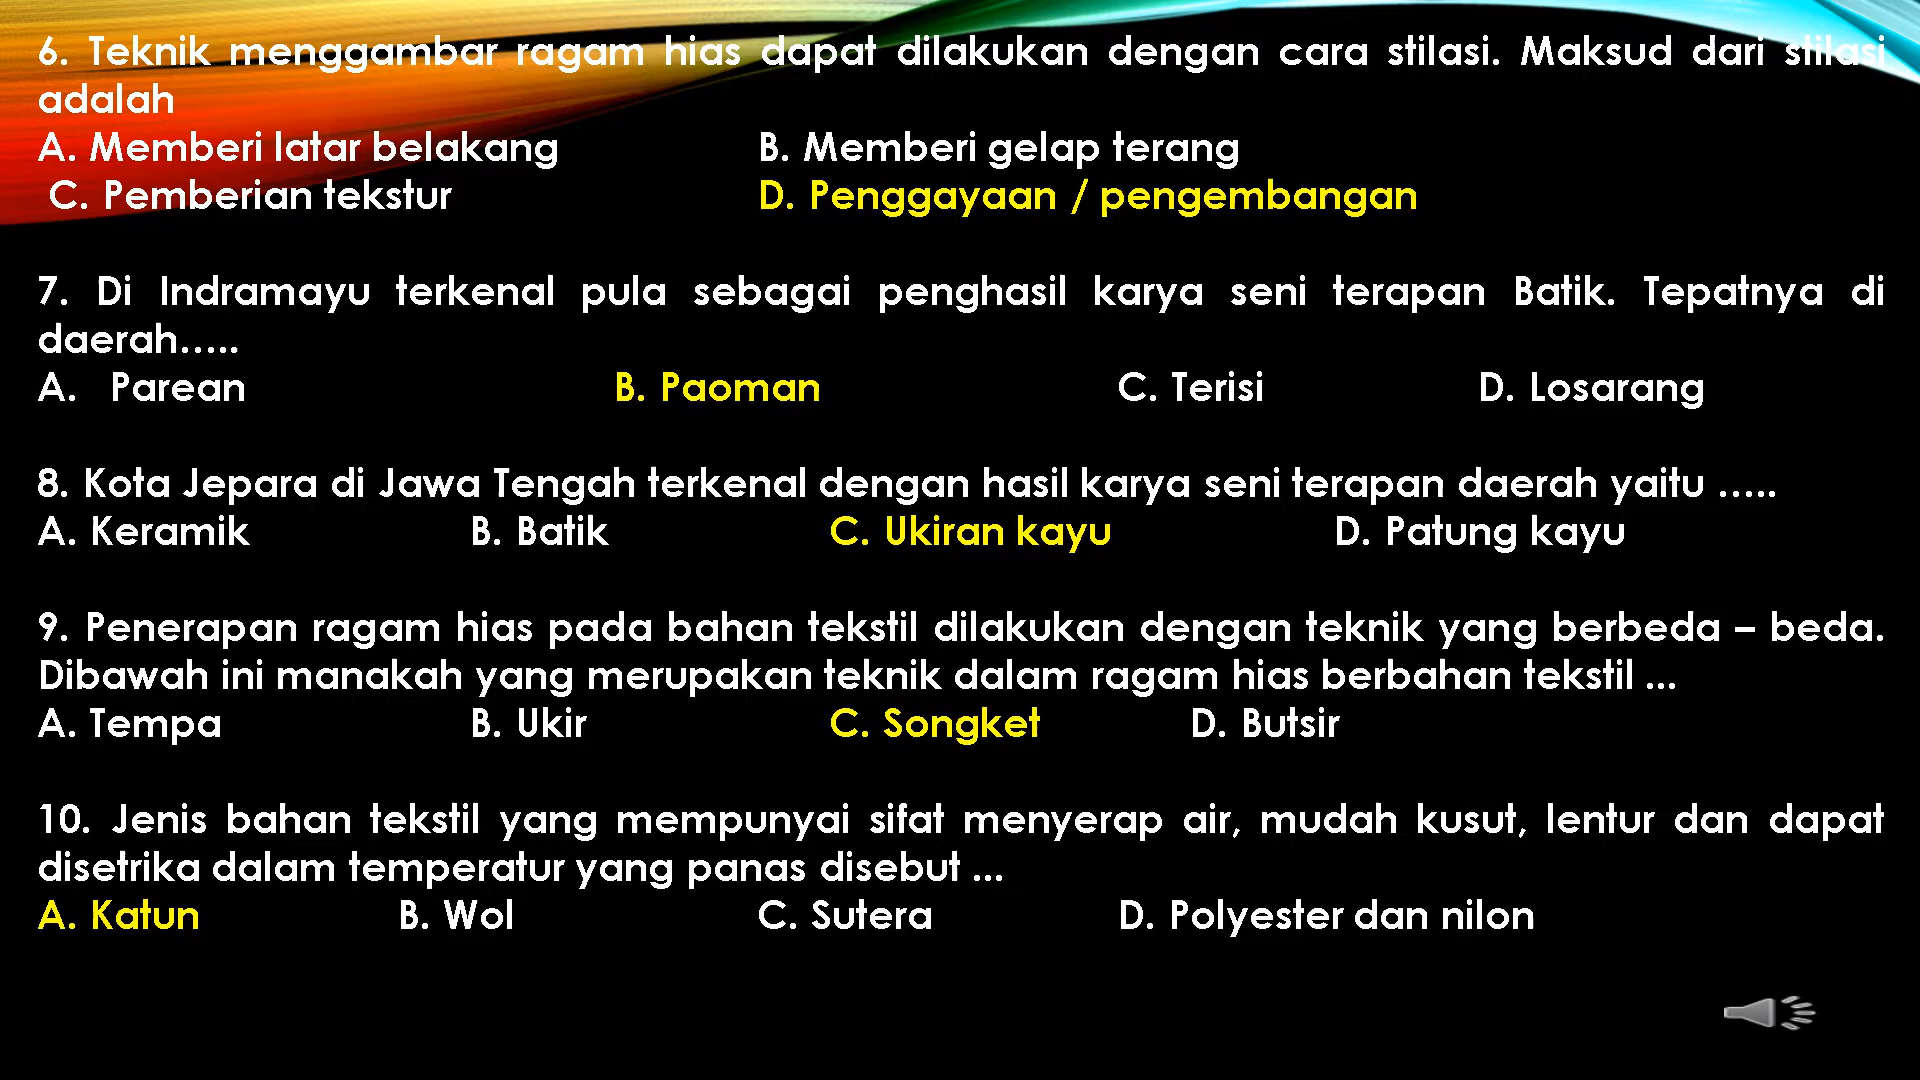 6. Teknik menggambar ragam hias dapat dilakukan dengan cara stilasi. Maksud dari stilasi
adalah
A. Memberi latar belakang B. Memberi gelap terang
C. Pemberian tekstur D. Penggayaan / pengembangan
7. Di Indramayu terkenal pula sebagai penghasil karya seni terapan Batik. Tepatnya di
daerah.....
A. Parean B. Paoman C. Terisi D. Losarang
8. Kota Jepara di Jawa Tengah terkenal dengan hasil karya seni terapan daerah yaitu .....
A. Keramik B. Batik C. Ukiran kayu D. Patung kayu
9. Penerapan ragam hias pada bahan tekstil dilakukan dengan teknik yang berbeda – beda.
Dibawah ini manakah yang merupakan teknik dalam ragam hias berbahan tekstil ...
A. Tempa B. Ukir C. Songket D. Butsir
10. Jenis bahan tekstil yang mempunyai sifat menyerap air, mudah kusut, lentur dan dapat
disetrika dalam temperatur yang panas disebut ...
A. Katun B. Wol C. Sutera D. Polyester dan nilon